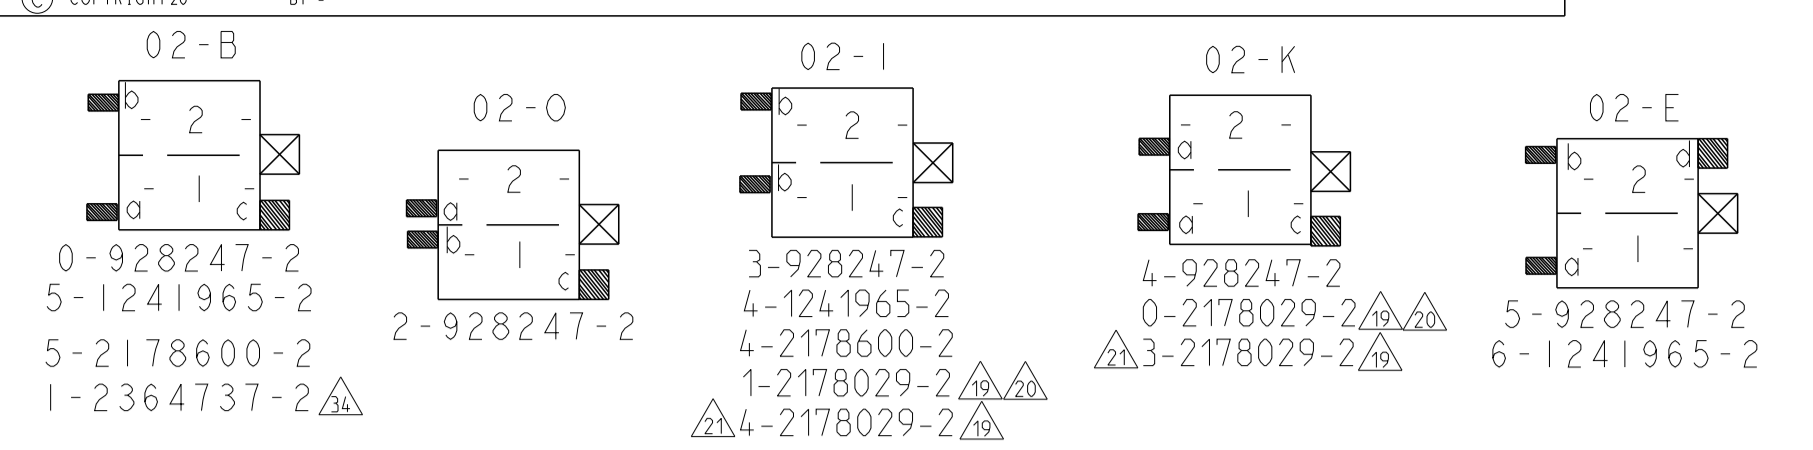 © COPYRIGHT 20 BY -
02-B
b
- 2 -
- 1 -
a c
0-928247-2
5-1241965-2
5-2178600-2
1-2364737-2 34
02-O
- 2 -
a
b
- 1 -
c
2-928247-2
02-I
b
- 2 -
b
- 1 -
c
3-928247-2
4-1241965-2
4-2178600-2
1-2178029-2 19 20
21 4-2178029-2 19
02-K
- 2 -
a
- 1 -
a c
4-928247-2
0-2178029-2 19 20
21 3-2178029-2 19
02-E
b d
- 2 -
- 1 -
a
5-928247-2
6-1241965-2